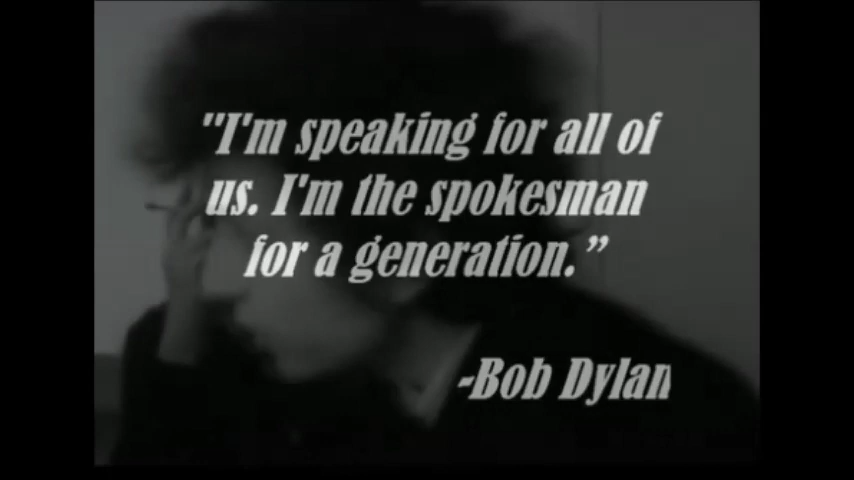 "I'm speaking for all of
us. I'm the spokesman
for a generation.”
-Bob Dylan